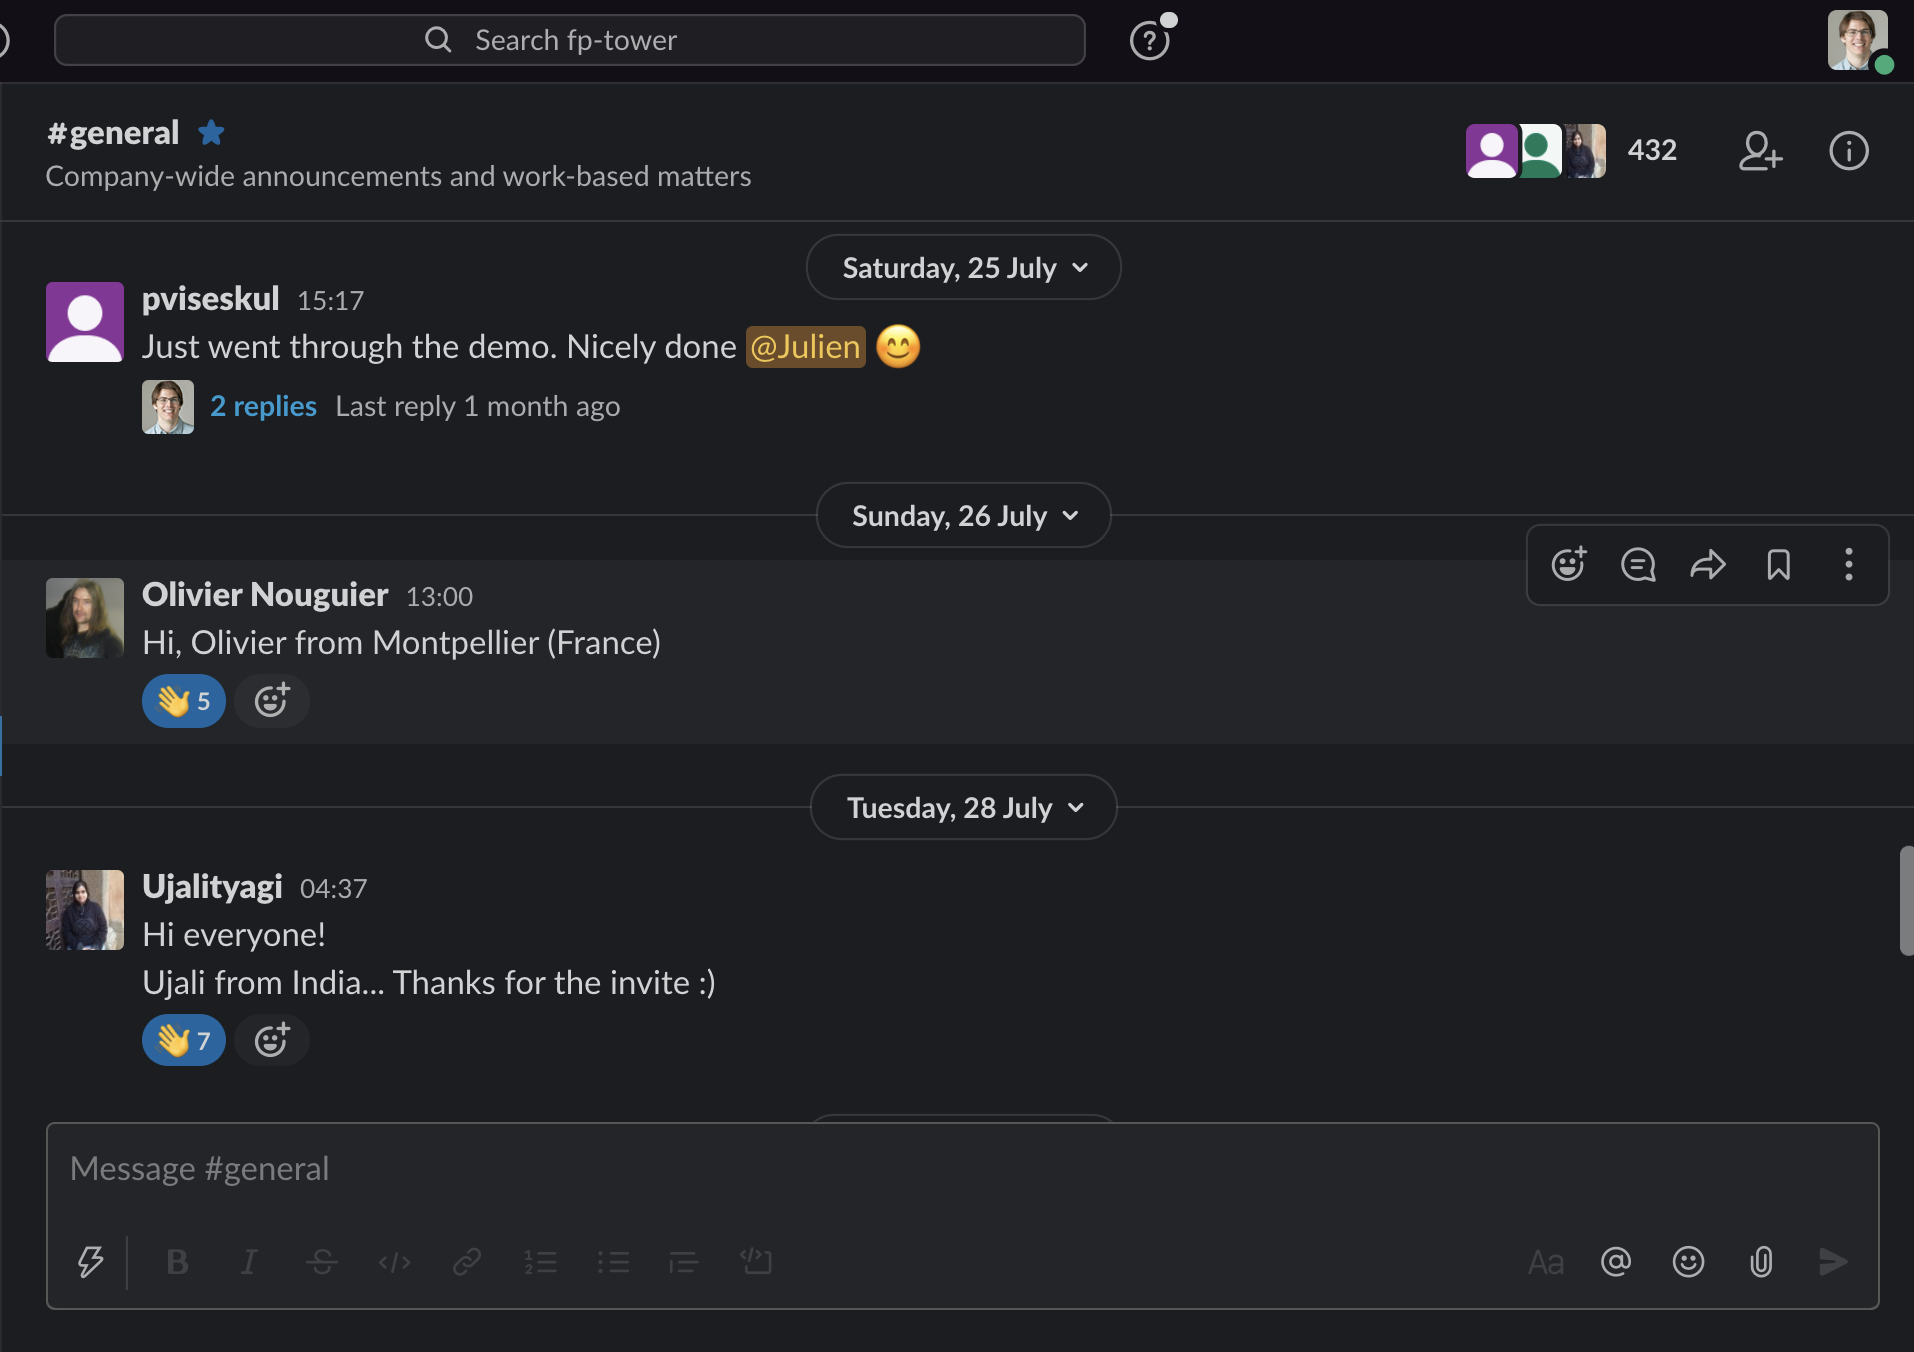 Search fp-tower
#general
Company-wide announcements and work-based matters
432
Saturday, 25 July
pviseskul 15:17
Just went through the demo. Nicely done @Julien 😊
2 replies Last reply 1 month ago
Sunday, 26 July
Olivier Nouguier 13:00
Hi, Olivier from Montpellier (France)
👋 5
Tuesday, 28 July
Ujalityagi 04:37
Hi everyone!
Ujali from India... Thanks for the invite :)
👋 7
Message #general
Aa